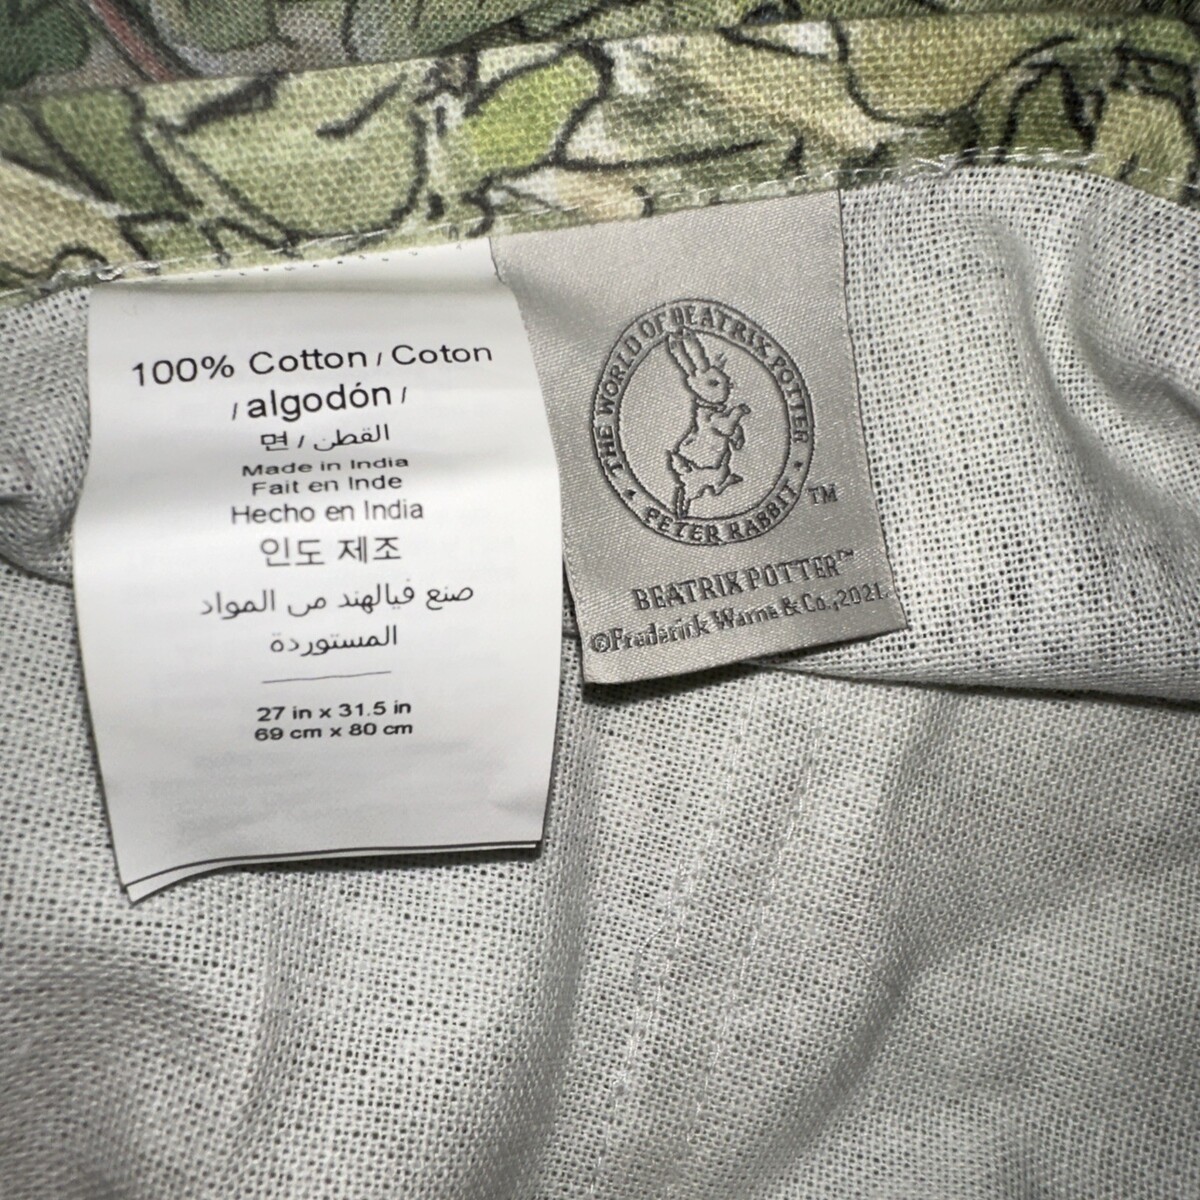 100% Cotton / Coton
/ algodón /
면 / القطن
Made in India
Fait en Inde
Hecho en India
인도 제조
صنع فيالهند من المواد
المستوردة
27 in x 31.5 in
69 cm x 80 cm
THE WORLD OF BEATRIX POTTER
PETER RABBIT
TM
BEATRIX POTTER™
©Frederick Warne & Co.,2021.